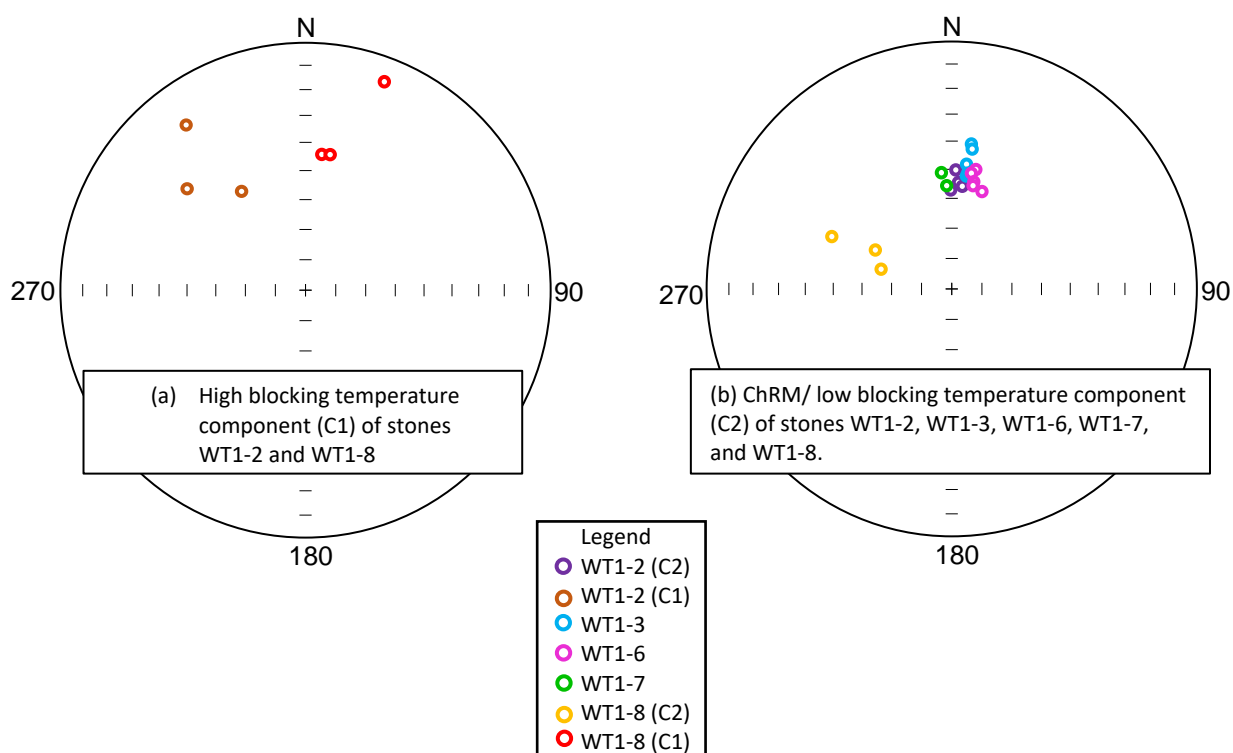 N
270
90
180
(a) High blocking temperature
component (C1) of stones
WT1-2 and WT1-8
N
270
90
180
(b) ChRM/ low blocking temperature component
(C2) of stones WT1-2, WT1-3, WT1-6, WT1-7,
and WT1-8.
Legend
WT1-2 (C2)
WT1-2 (C1)
WT1-3
WT1-6
WT1-7
WT1-8 (C2)
WT1-8 (C1)